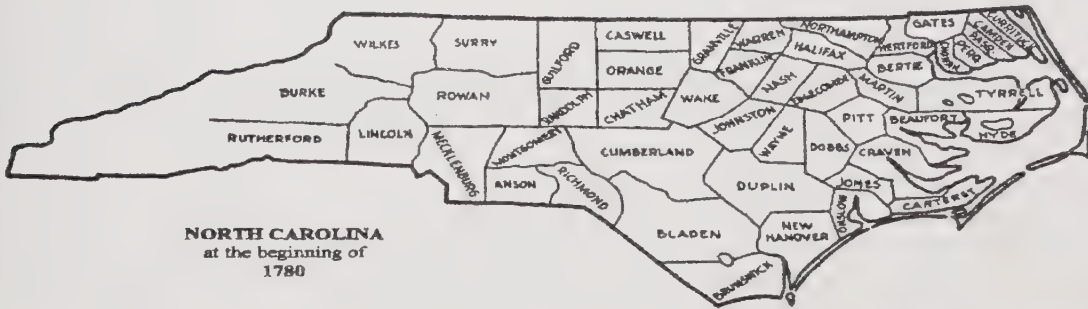 WILKES
SURRY
GUILFORD
CASWELL
GRANVILLE
WARREN
NORTHAMPTON
GATES
CURRITUCK
CAMDEN
PASQ.
PERQ
CHOWAN
HERTFORD
FRANKLIN
HALIFAX
BERTIE
BURKE
ROWAN
ORANGE
NASH
EDGECOMBE
MARTIN
TYRRELL
RANDOLPH
CHATHAM
WAKE
JOHNSTON
PITT
BEAUFORT
HYDE
RUTHERFORD
LINCOLN
MECKLENBURG
MONTGOMERY
CUMBERLAND
WAYNE
DOBBS
CRAVEN
ANSON
RICHMOND
DUPLIN
JONES
CARTERET
ONSLOW
NEW
HANOVER
BLADEN
BRUNSWICK
NORTH CAROLINA
at the beginning of
1780